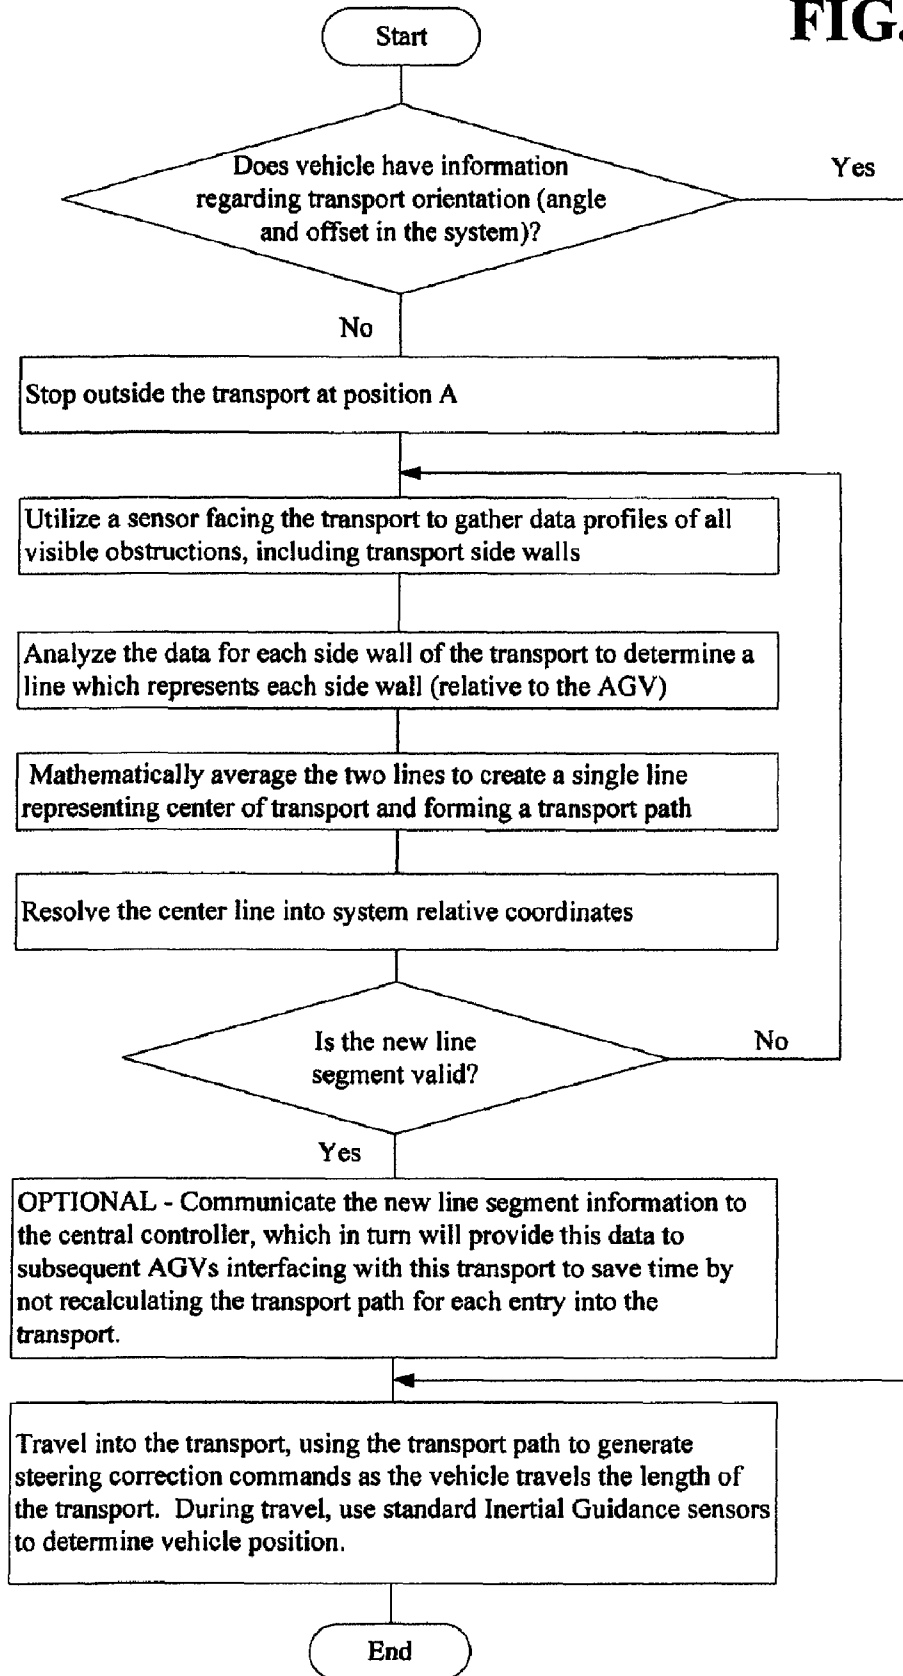 FIG.
Start
Does vehicle have information
regarding transport orientation (angle
and offset in the system)?
Yes
No
Stop outside the transport at position A
Utilize a sensor facing the transport to gather data profiles of all
visible obstructions, including transport side walls
Analyze the data for each side wall of the transport to determine a
line which represents each side wall (relative to the AGV)
Mathematically average the two lines to create a single line
representing center of transport and forming a transport path
Resolve the center line into system relative coordinates
Is the new line
segment valid?
No
Yes
OPTIONAL - Communicate the new line segment information to
the central controller, which in turn will provide this data to
subsequent AGVs interfacing with this transport to save time by
not recalculating the transport path for each entry into the
transport.
Travel into the transport, using the transport path to generate
steering correction commands as the vehicle travels the length of
the transport. During travel, use standard Inertial Guidance sensors
to determine vehicle position.
End